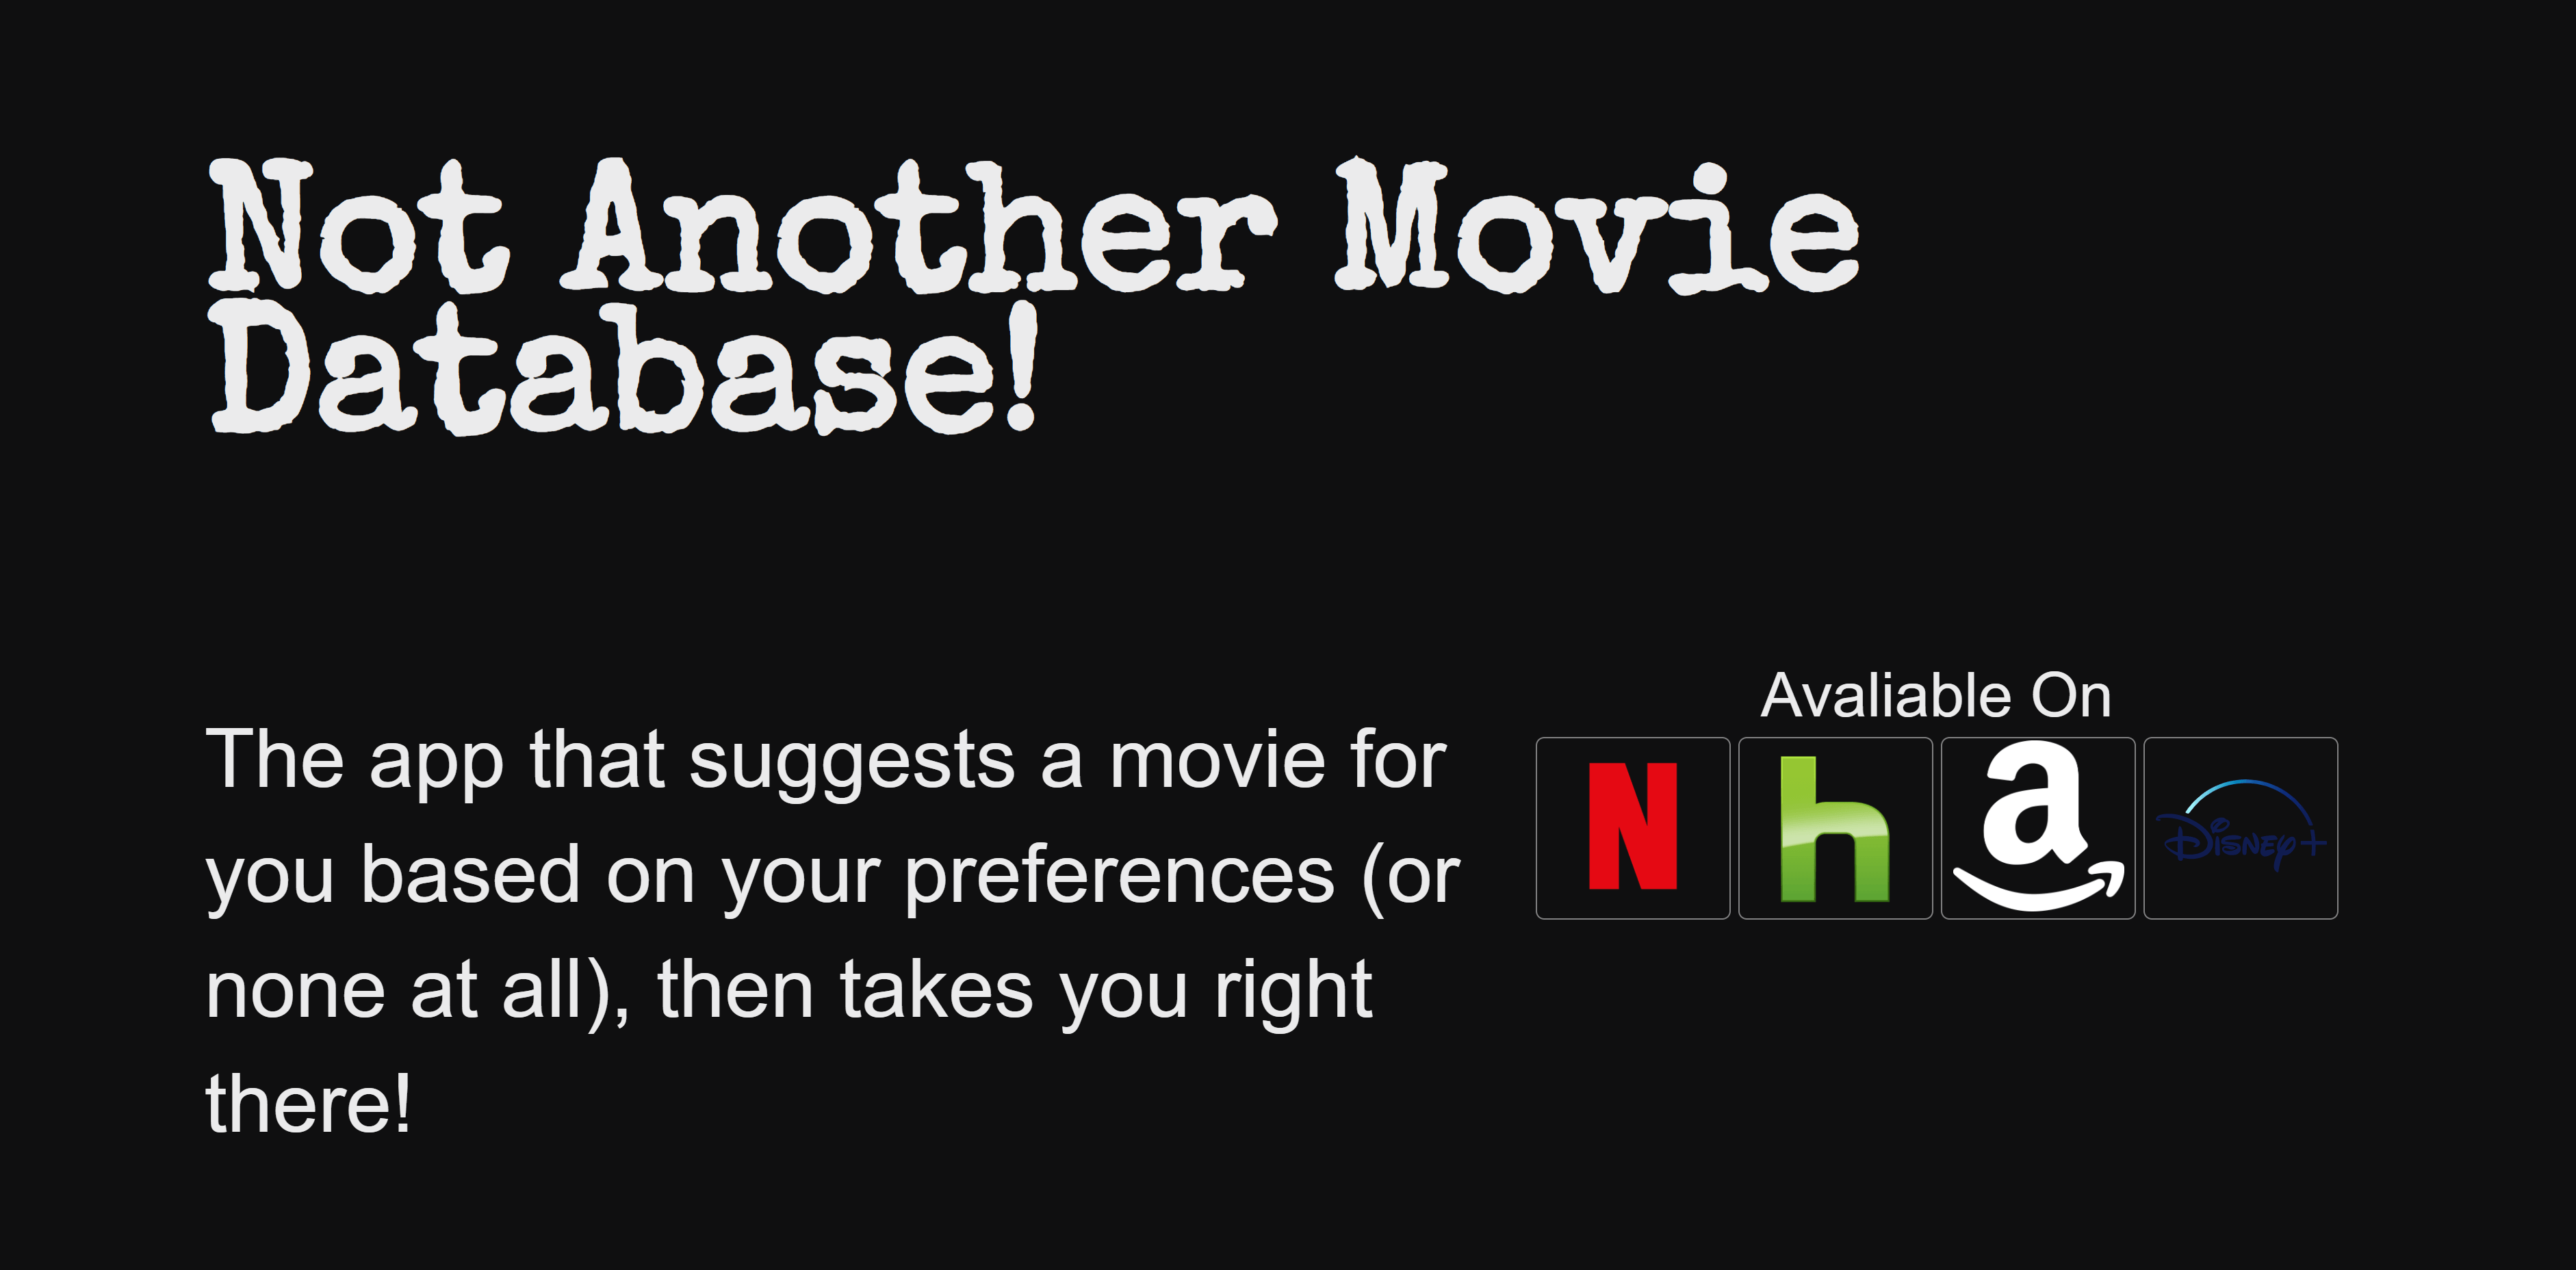 Not Another Movie
Database!
The app that suggests a movie for
you based on your preferences (or
none at all), then takes you right
there!
Avaliable On
N
h
a
Disney+